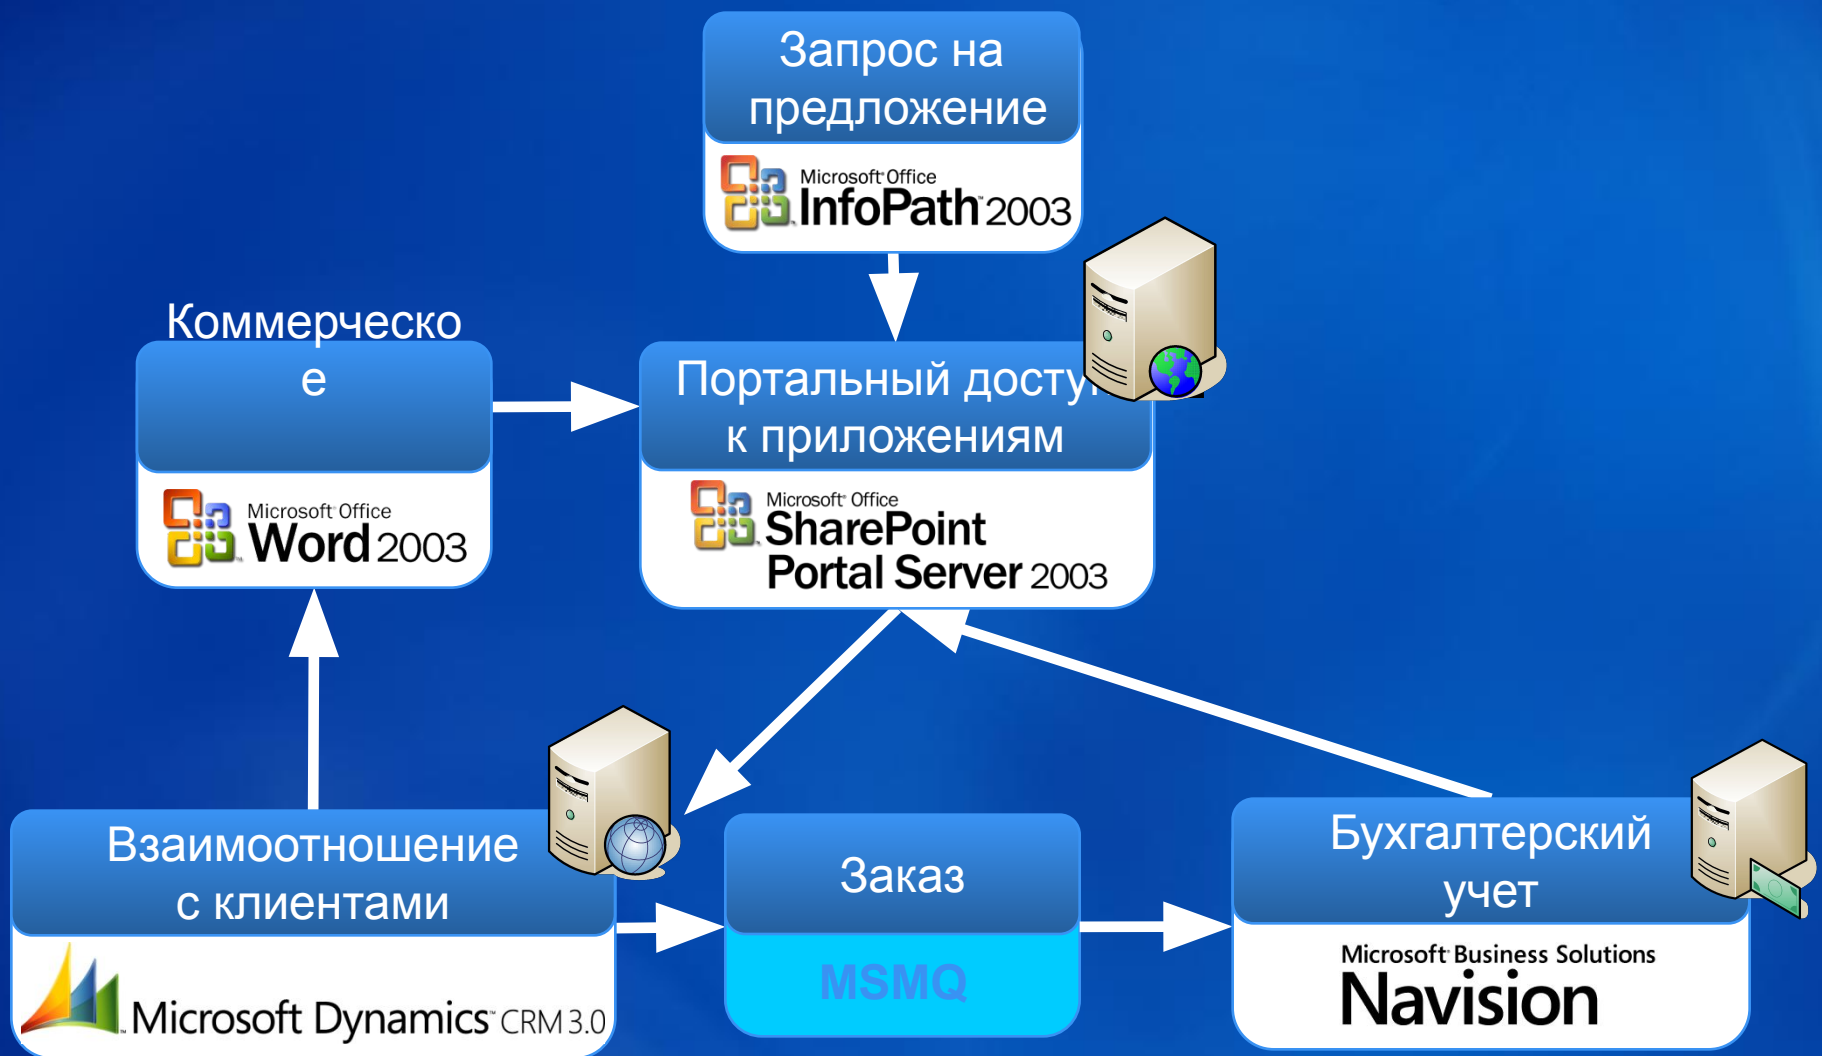 Запрос на
предложение
Microsoft Office
InfoPath 2003
Коммерческо
е
Microsoft Office
Word 2003
Портальный досту
к приложениям
Microsoft Office
SharePoint
Portal Server 2003
Взаимоотношение
с клиентами
Microsoft Dynamics CRM 3.0
Заказ
MSMQ
Бухгалтерский
учет
Microsoft Business Solutions
Navision